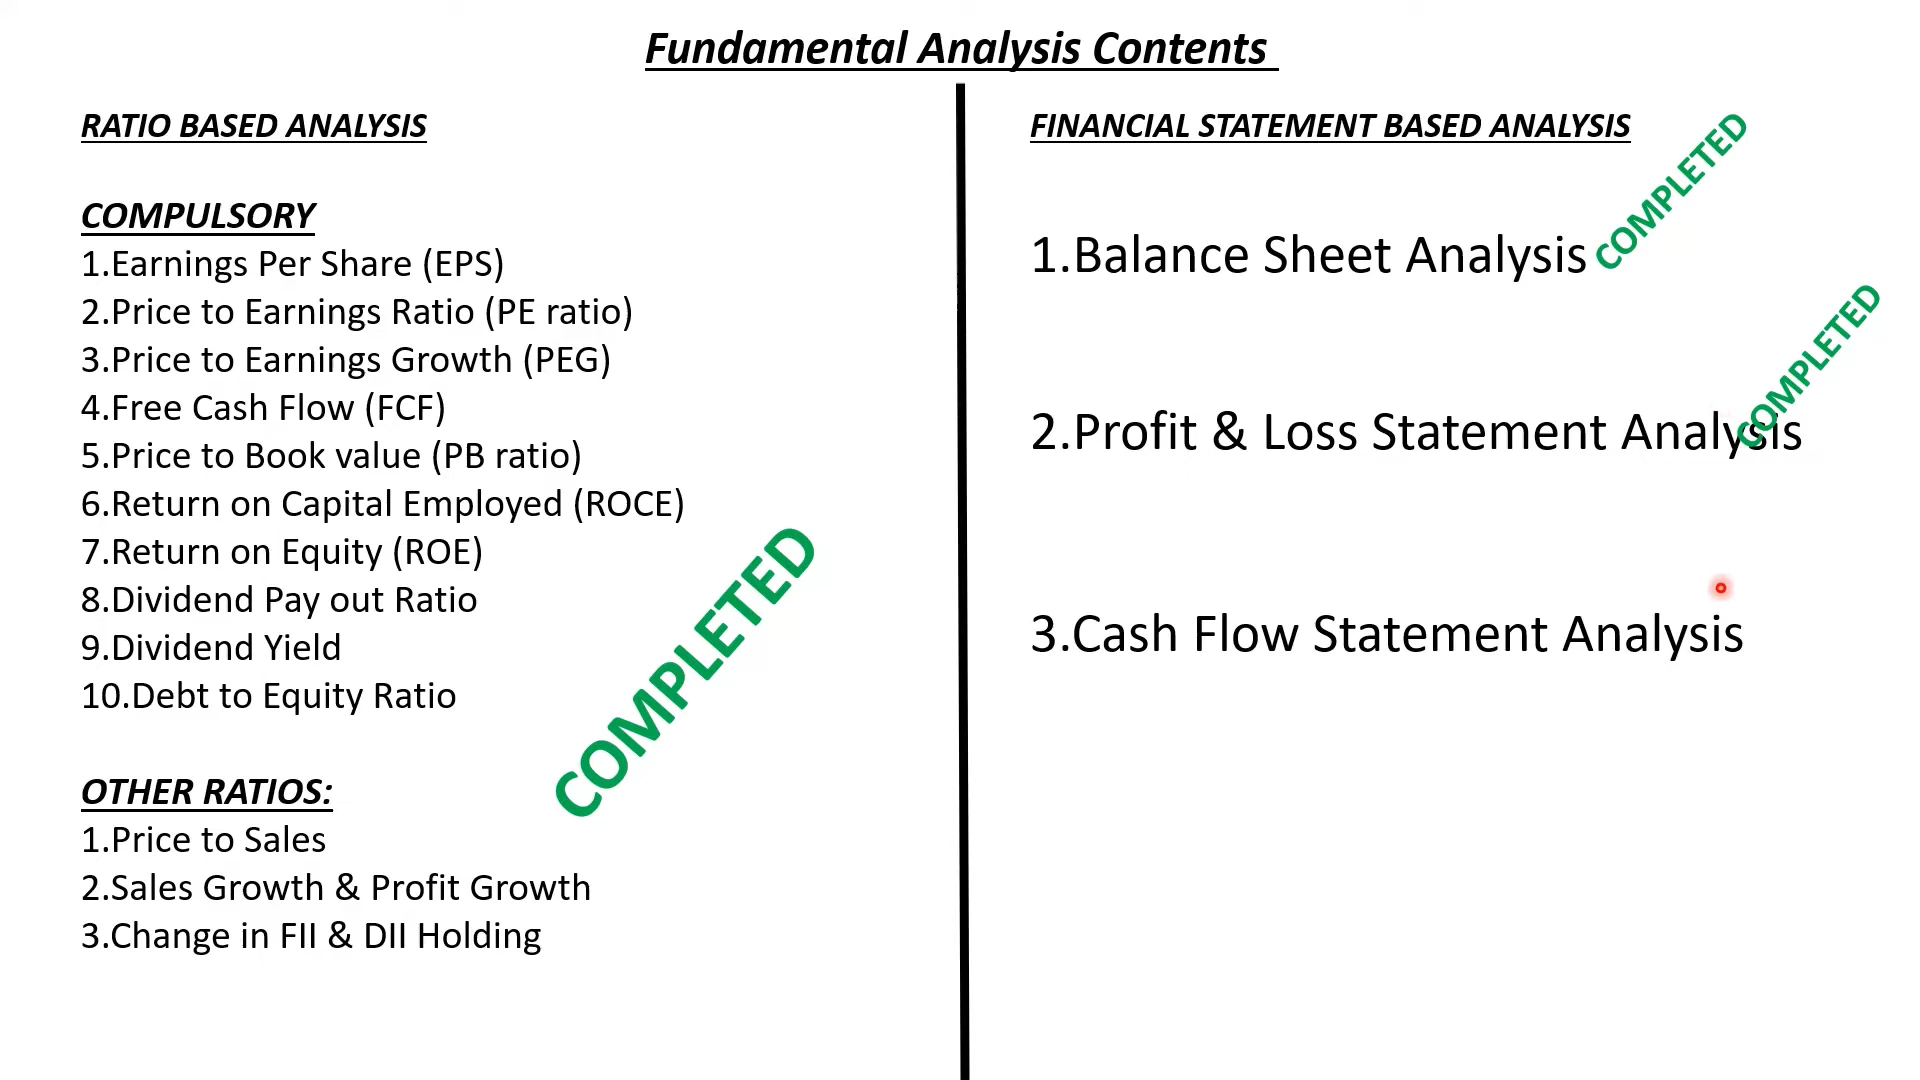 Fundamental Analysis Contents
RATIO BASED ANALYSIS
COMPULSORY
1.Earnings Per Share (EPS)
2.Price to Earnings Ratio (PE ratio)
3.Price to Earnings Growth (PEG)
4.Free Cash Flow (FCF)
5.Price to Book value (PB ratio)
6.Return on Capital Employed (ROCE)
7.Return on Equity (ROE)
8.Dividend Pay out Ratio
9.Dividend Yield
10.Debt to Equity Ratio
COMPLETED
OTHER RATIOS:
1.Price to Sales
2.Sales Growth & Profit Growth
3.Change in FII & DII Holding
FINANCIAL STATEMENT BASED ANALYSIS
1.Balance Sheet Analysis
COMPLETED
2.Profit & Loss Statement Analysis
COMPLETED
3.Cash Flow Statement Analysis